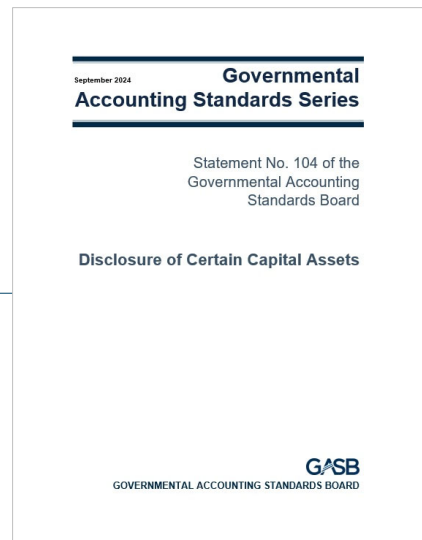 September 2024
Governmental
Accounting Standards Series
Statement No. 104 of the
Governmental Accounting
Standards Board
Disclosure of Certain Capital Assets
GASB
GOVERNMENTAL ACCOUNTING STANDARDS BOARD